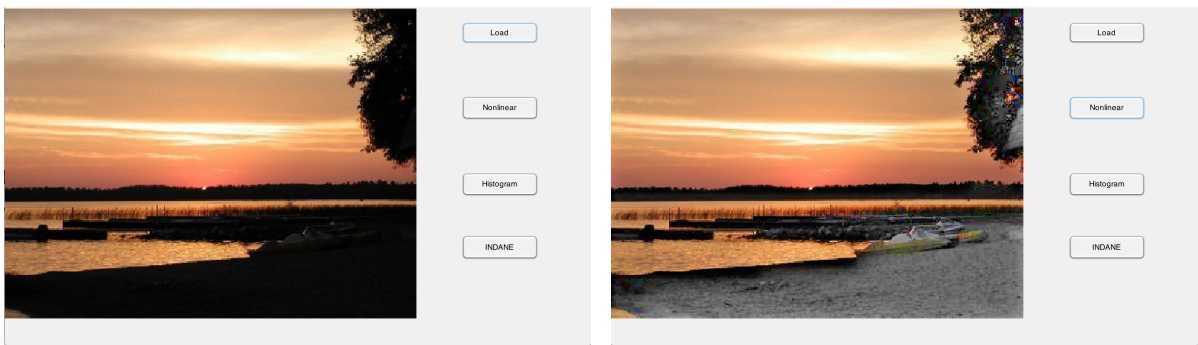 Load
Nonlinear
Histogram
INDANE
Load
Nonlinear
Histogram
INDANE